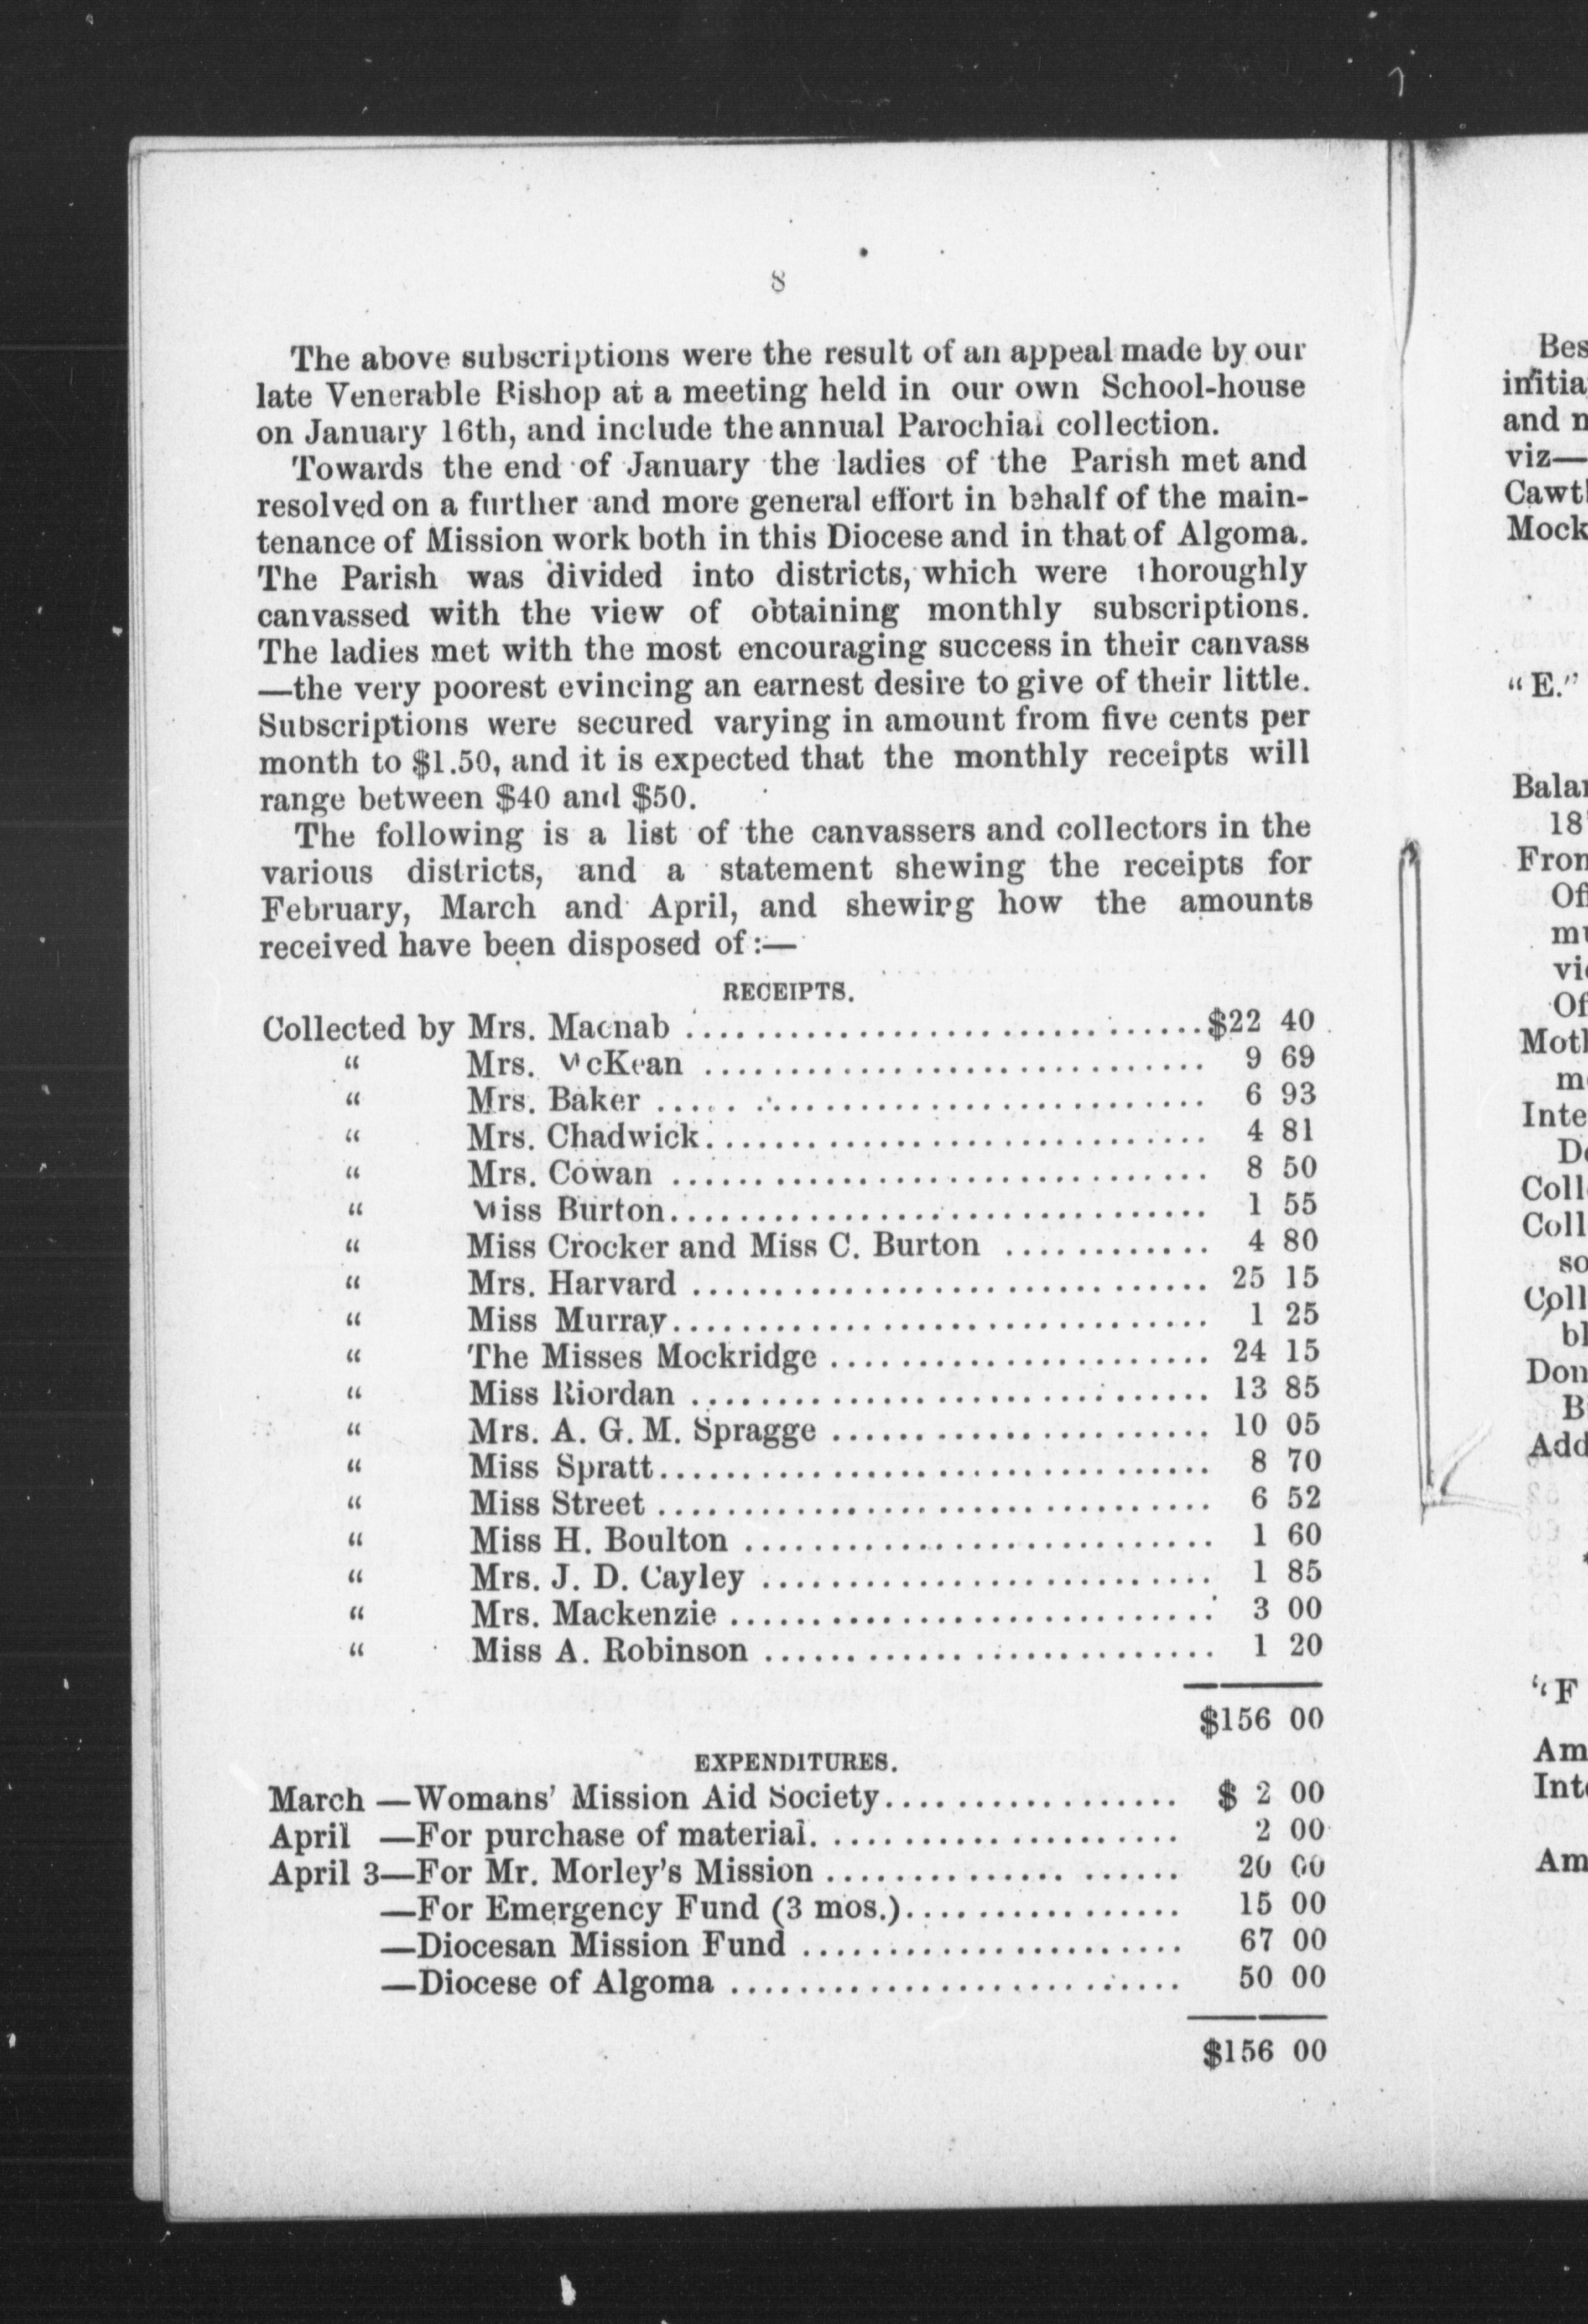 8
The above subscriptions were the result of an appeal made by our
late Venerable Bishop at a meeting held in our own School-house
on January 16th, and include the annual Parochial collection.
Towards the end of January the ladies of the Parish met and
resolved on a further and more general effort in behalf of the main-
tenance of Mission work both in this Diocese and in that of Algoma.
The Parish was divided into districts, which were thoroughly
canvassed with the view of obtaining monthly subscriptions.
The ladies met with the most encouraging success in their canvass
—the very poorest evincing an earnest desire to give of their little.
Subscriptions were secured varying in amount from five cents per
month to $1.50, and it is expected that the monthly receipts will
range between $40 and $50.
The following is a list of the canvassers and collectors in the
various districts, and a statement shewing the receipts for
February, March and April, and shewing how the amounts
received have been disposed of:—
RECEIPTS.
Collected by Mrs. Macnab ........ $22 40
“ Mrs. McKean ........ 9 69
“ Mrs. Baker ........ 6 93
“ Mrs. Chadwick ........ 4 81
“ Mrs. Cowan ........ 8 50
“ Miss Burton ........ 1 55
“ Miss Crocker and Miss C. Burton ........ 4 80
“ Mrs. Harvard ........ 25 15
“ Miss Murray ........ 1 25
“ The Misses Mockridge ........ 24 15
“ Miss Riordan ........ 13 85
“ Mrs. A. G. M. Spragge ........ 10 05
“ Miss Spratt ........ 8 70
“ Miss Street ........ 6 52
“ Miss H. Boulton ........ 1 60
“ Mrs. J. D. Cayley ........ 1 85
“ Mrs. Mackenzie ........ 3 00
“ Miss A. Robinson ........ 1 20
$156 00
EXPENDITURES.
March —Womans' Mission Aid Society ........ $ 2 00
April —For purchase of material ........ 2 00
April 3—For Mr. Morley's Mission ........ 20 00
—For Emergency Fund (3 mos.) ........ 15 00
—Diocesan Mission Fund ........ 67 00
—Diocese of Algoma ........ 50 00
$156 00
Bes
initia
and n
viz—
Cawt
Mock
“E.”
Bala
18
Fron
Of
mu
vi
Of
Moth
me
Inte
De
Coll
Coll
so
Coll
bl
Don
B
Add
“F
Am
Inte
Am